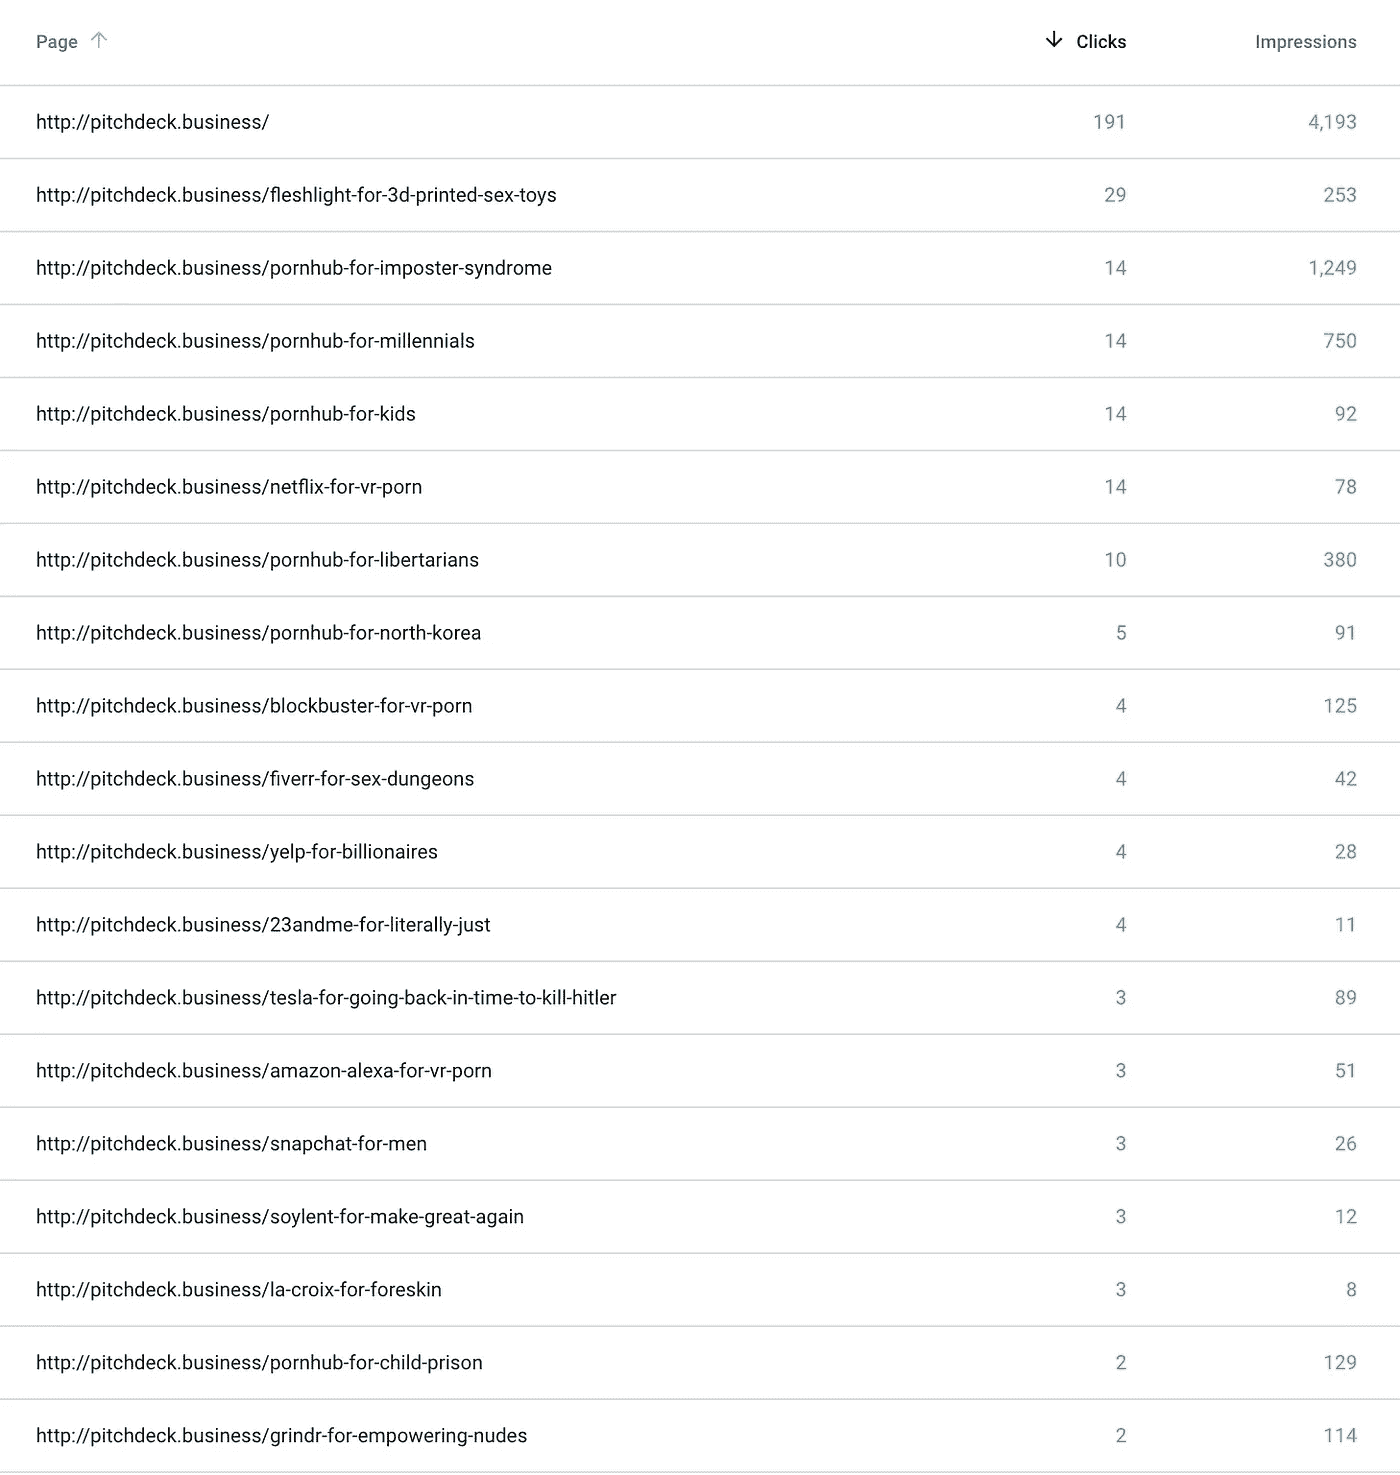 Page ↑ ↓ Clicks Impressions
http://pitchdeck.business/ 191 4,193
http://pitchdeck.business/fleshlight-for-3d-printed-sex-toys 29 253
http://pitchdeck.business/pornhub-for-imposter-syndrome 14 1,249
http://pitchdeck.business/pornhub-for-millennials 14 750
http://pitchdeck.business/pornhub-for-kids 14 92
http://pitchdeck.business/netflix-for-vr-porn 14 78
http://pitchdeck.business/pornhub-for-libertarians 10 380
http://pitchdeck.business/pornhub-for-north-korea 5 91
http://pitchdeck.business/blockbuster-for-vr-porn 4 125
http://pitchdeck.business/fiverr-for-sex-dungeons 4 42
http://pitchdeck.business/yelp-for-billionaires 4 28
http://pitchdeck.business/23andme-for-literally-just 4 11
http://pitchdeck.business/tesla-for-going-back-in-time-to-kill-hitler 3 89
http://pitchdeck.business/amazon-alexa-for-vr-porn 3 51
http://pitchdeck.business/snapchat-for-men 3 26
http://pitchdeck.business/soylent-for-make-great-again 3 12
http://pitchdeck.business/la-croix-for-foreskin 3 8
http://pitchdeck.business/pornhub-for-child-prison 2 129
http://pitchdeck.business/grindr-for-empowering-nudes 2 114